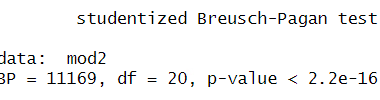 studentized Breusch-Pagan test
data: mod2
BP = 11169, df = 20, p-value < 2.2e-16